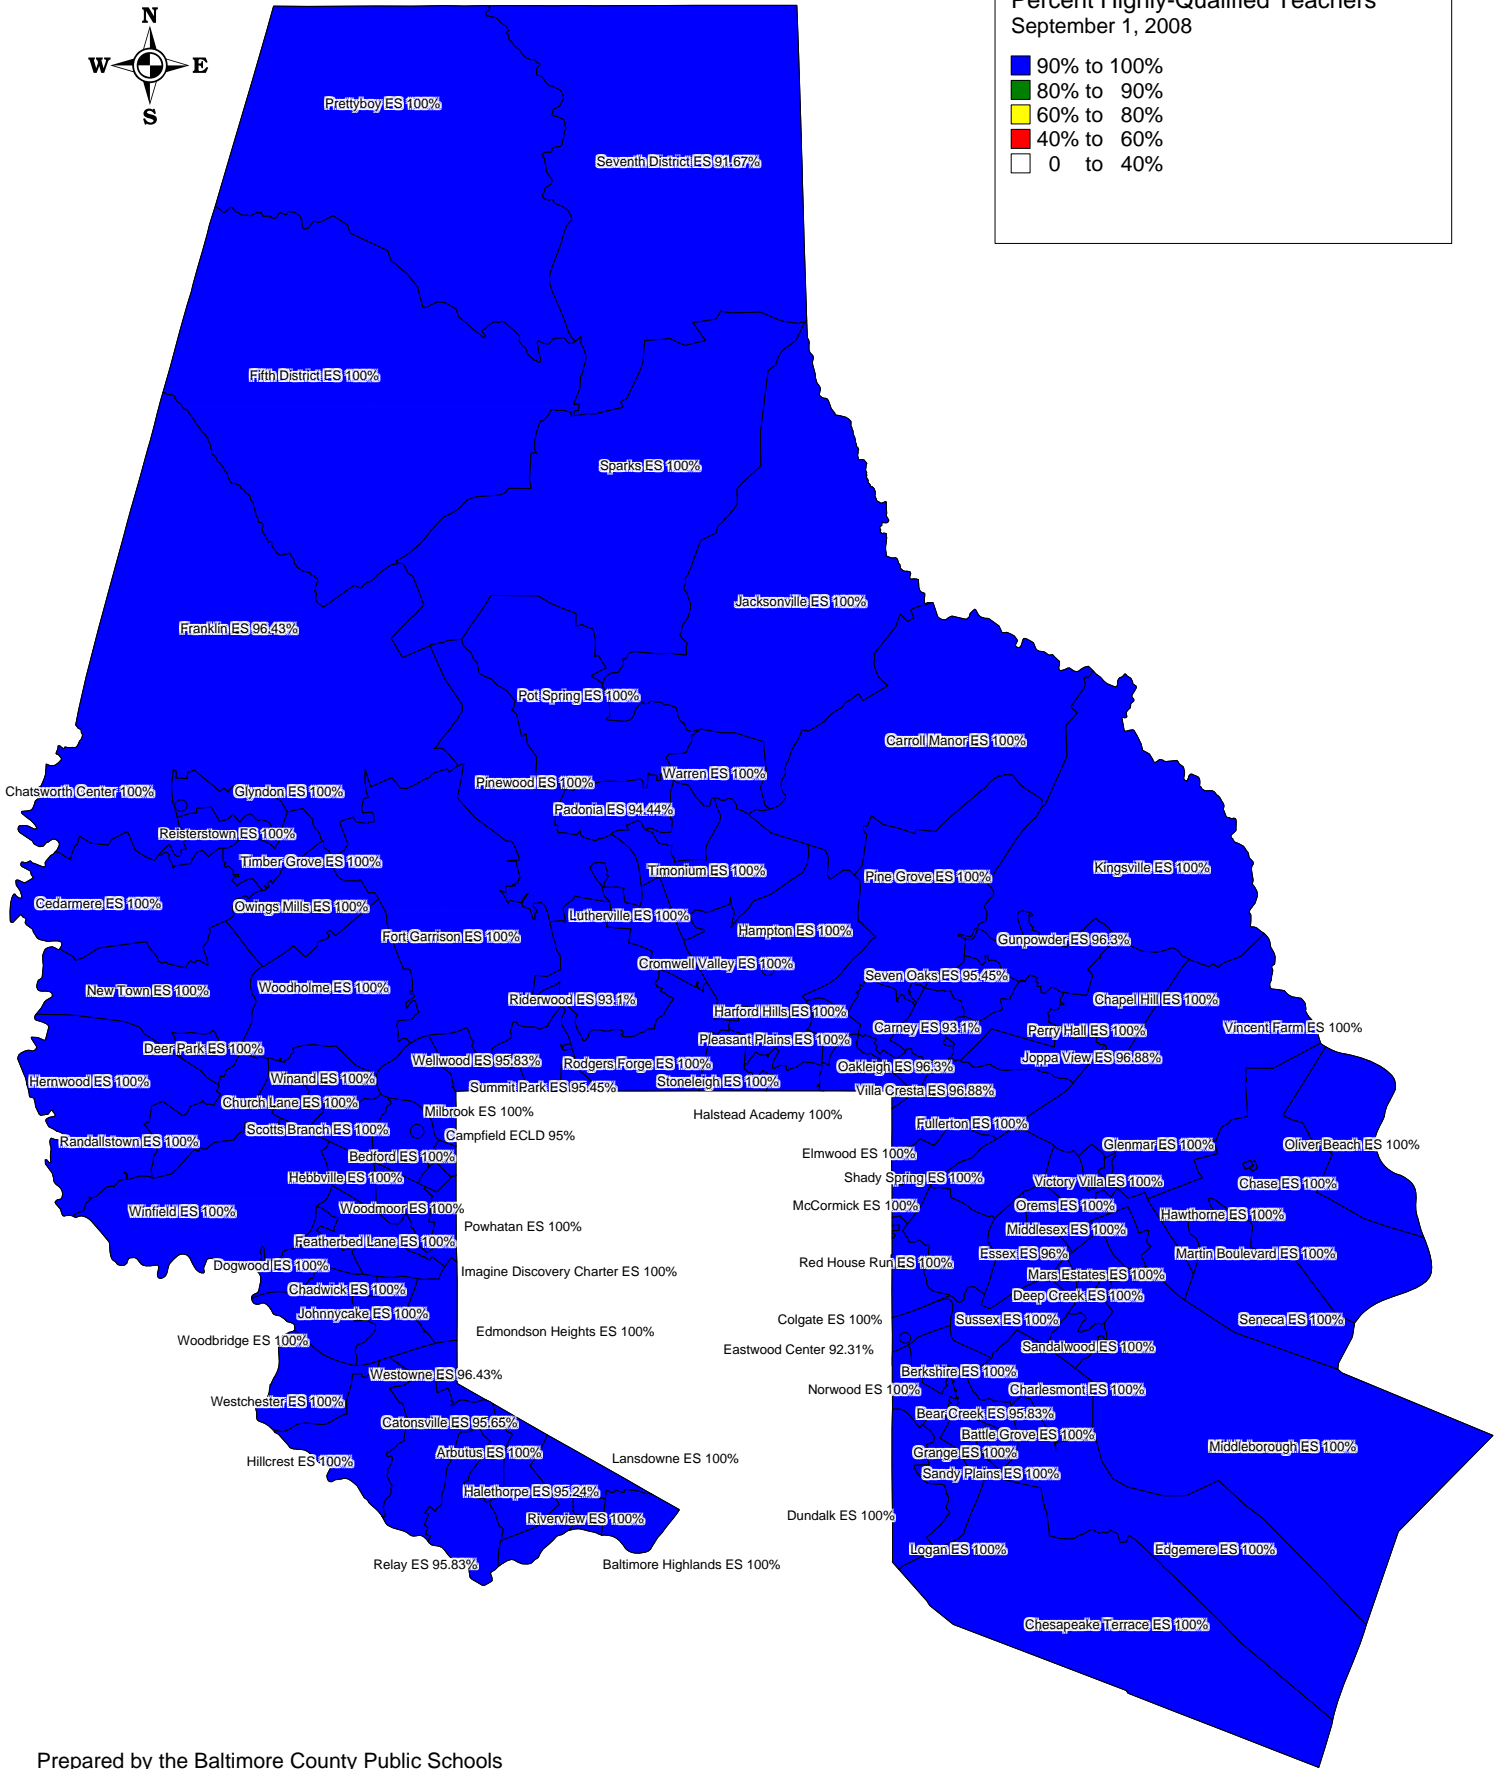 Percent Highly-Qualified Teachers
September 1, 2008
90% to 100%
80% to 90%
60% to 80%
40% to 60%
0 to 40%
N
W E
S
Prettyboy ES 100%
Seventh District ES 91.67%
Fifth District ES 100%
Sparks ES 100%
Jacksonville ES 100%
Franklin ES 96.43%
Pot Spring ES 100%
Carroll Manor ES 100%
Warren ES 100%
Pinewood ES 100%
Chatsworth Center 100%
Glyndon ES 100%
Padonia ES 94.44%
Reisterstown ES 100%
Timber Grove ES 100%
Timonium ES 100%
Kingsville ES 100%
Pine Grove ES 100%
Cedarmere ES 100%
Owings Mills ES 100%
Lutherville ES 100%
Hampton ES 100%
Fort Garrison ES 100%
Gunpowder ES 96.3%
Cromwell Valley ES 100%
Seven Oaks ES 95.45%
Woodholme ES 100%
New Town ES 100%
Riderwood ES 93.1%
Chapel Hill ES 100%
Harford Hills ES 100%
Carney ES 93.1%
Vincent Farm ES 100%
Perry Hall ES 100%
Pleasant Plains ES 100%
Deer Park ES 100%
Joppa View ES 96.88%
Wellwood ES 95.83%
Rodgers Forge ES 100%
Oakleigh ES 96.3%
Winand ES 100%
Hernwood ES 100%
Stoneleigh ES 100%
Summit Park ES 95.45%
Villa Cresta ES 96.88%
Church Lane ES 100%
Milbrook ES 100%
Halstead Academy 100%
Fullerton ES 100%
Scotts Branch ES 100%
Campfield ECLD 95%
Randallstown ES 100%
Glenmar ES 100%
Oliver Beach ES 100%
Elmwood ES 100%
Bedford ES 100%
Hebbville ES 100%
Shady Spring ES 100%
Victory Villa ES 100%
Chase ES 100%
McCormick ES 100%
Orems ES 100%
Woodmoor ES 100%
Winfield ES 100%
Hawthorne ES 100%
Powhatan ES 100%
Middlesex ES 100%
Featherbed Lane ES 100%
Essex ES 96%
Martin Boulevard ES 100%
Red House Run ES 100%
Dogwood ES 100%
Imagine Discovery Charter ES 100%
Mars Estates ES 100%
Chadwick ES 100%
Deep Creek ES 100%
Johnnycake ES 100%
Colgate ES 100%
Sussex ES 100%
Seneca ES 100%
Edmondson Heights ES 100%
Woodbridge ES 100%
Eastwood Center 92.31%
Sandalwood ES 100%
Westowne ES 96.43%
Berkshire ES 100%
Norwood ES 100%
Charlesmont ES 100%
Westchester ES 100%
Bear Creek ES 95.83%
Catonsville ES 95.65%
Battle Grove ES 100%
Middleborough ES 100%
Arbutus ES 100%
Grange ES 100%
Lansdowne ES 100%
Hillcrest ES 100%
Sandy Plains ES 100%
Halethorpe ES 95.24%
Dundalk ES 100%
Riverview ES 100%
Logan ES 100%
Edgemere ES 100%
Relay ES 95.83%
Baltimore Highlands ES 100%
Chesapeake Terrace ES 100%
Prepared by the Baltimore County Public Schools